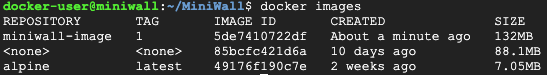 docker-user@miniwall:~/MiniWall$ docker images
REPOSITORY TAG IMAGE ID CREATED SIZE
miniwall-image 1 5de7410722df About a minute ago 132MB
<none> <none> 85bcfc421d6a 10 days ago 88.1MB
alpine latest 49176f190c7e 2 weeks ago 7.05MB